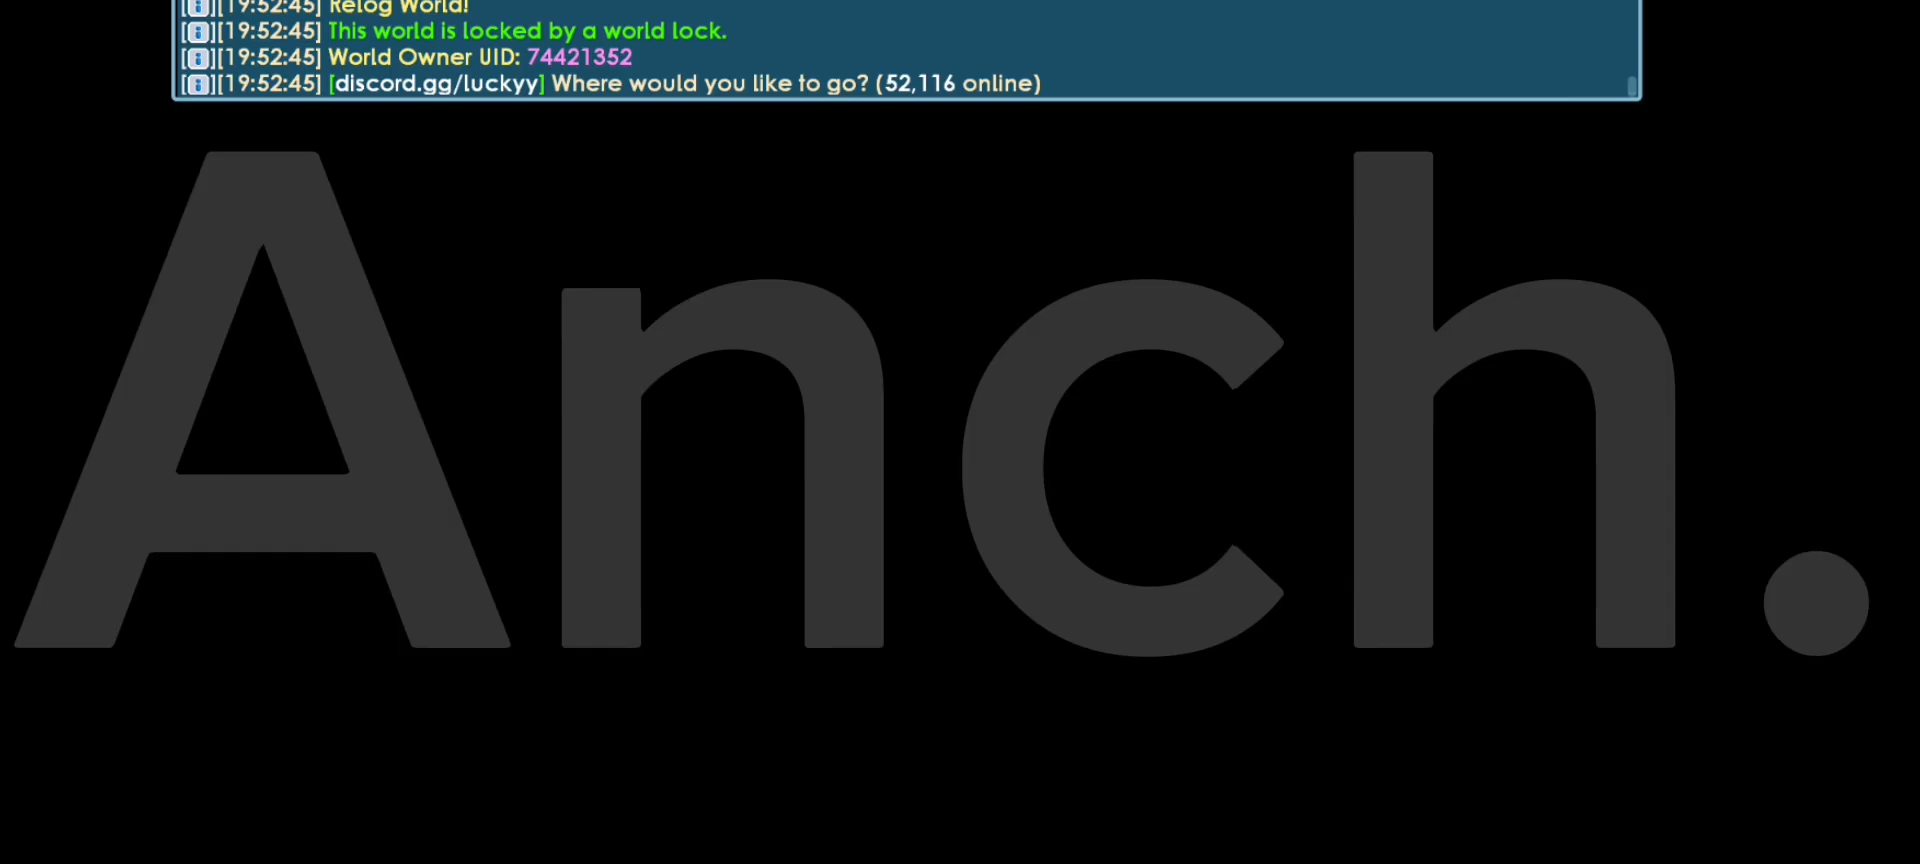 [i][19:52:45] Relog World!
[i][19:52:45] This world is locked by a world lock.
[i][19:52:45] World Owner UID: 74421352
[i][19:52:45] [discord.gg/luckyy] Where would you like to go? (52,116 online)
Anch.